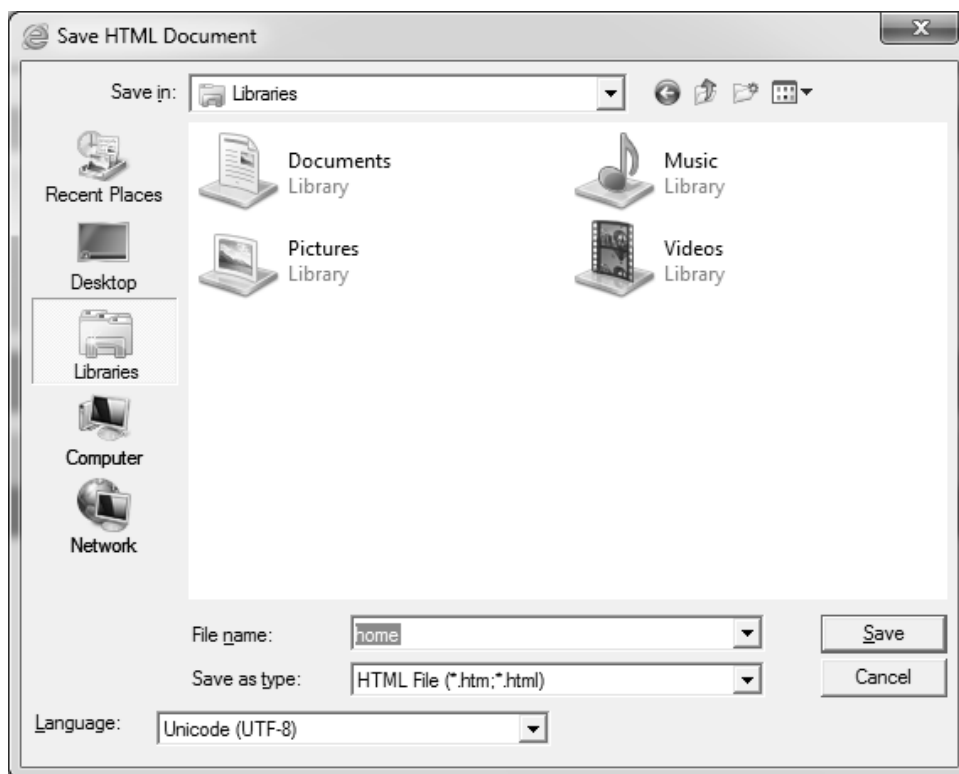 Save HTML Document
Save in: Libraries
Recent Places
Desktop
Libraries
Computer
Network
Documents
Library
Music
Library
Pictures
Library
Videos
Library
File name: home
Save
Save as type: HTML File (*.htm;*.html)
Cancel
Language: Unicode (UTF-8)